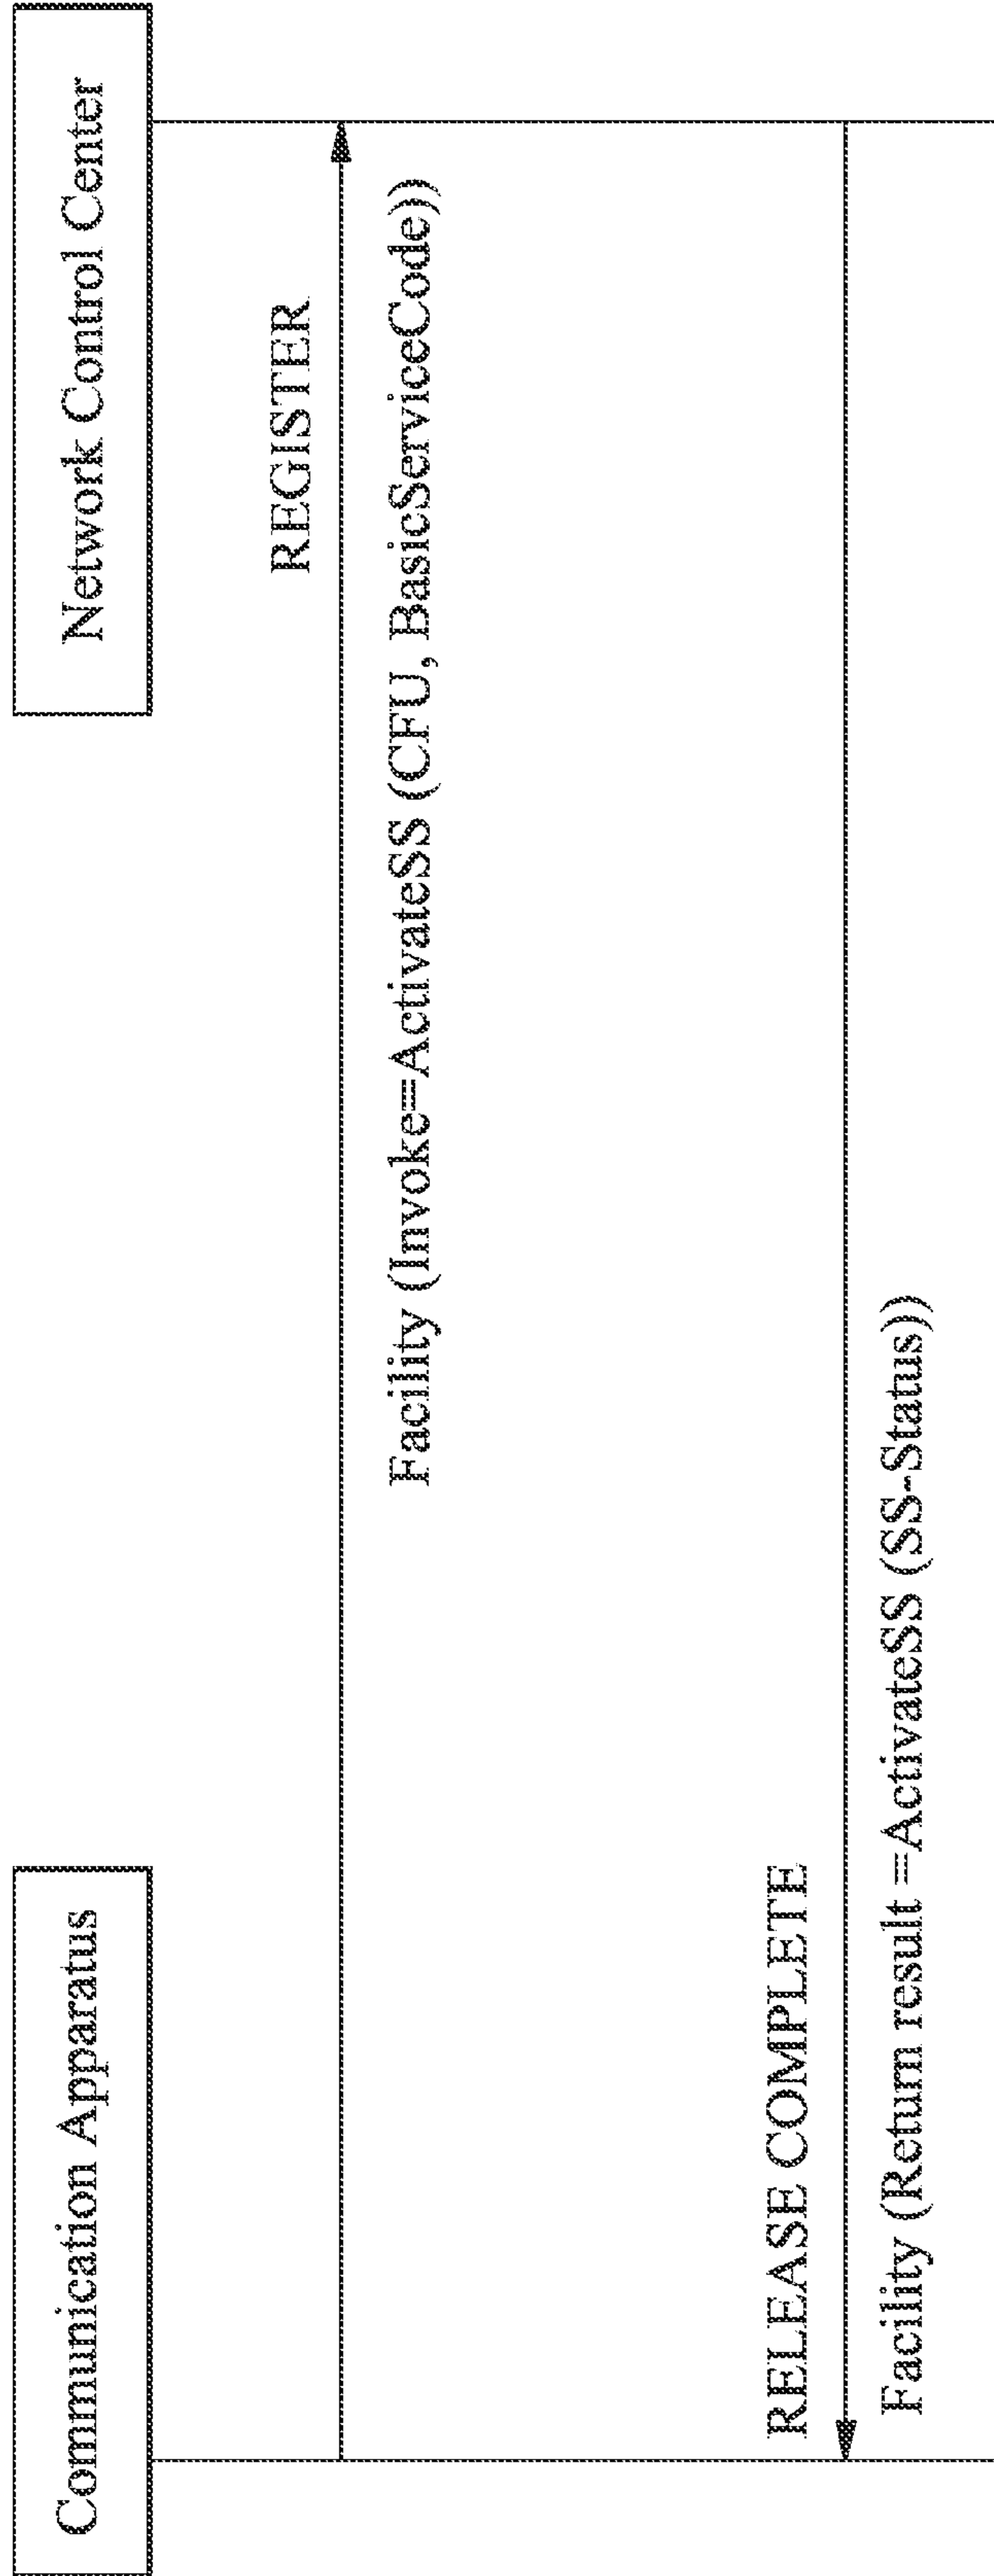 Communication Apparatus
Network Control Center
REGISTER
Facility (Invoke=ActivateSS (CFU, BasicServiceCode))
RELEASE COMPLETE
Facility (Return result =ActivateSS (SS-Status))